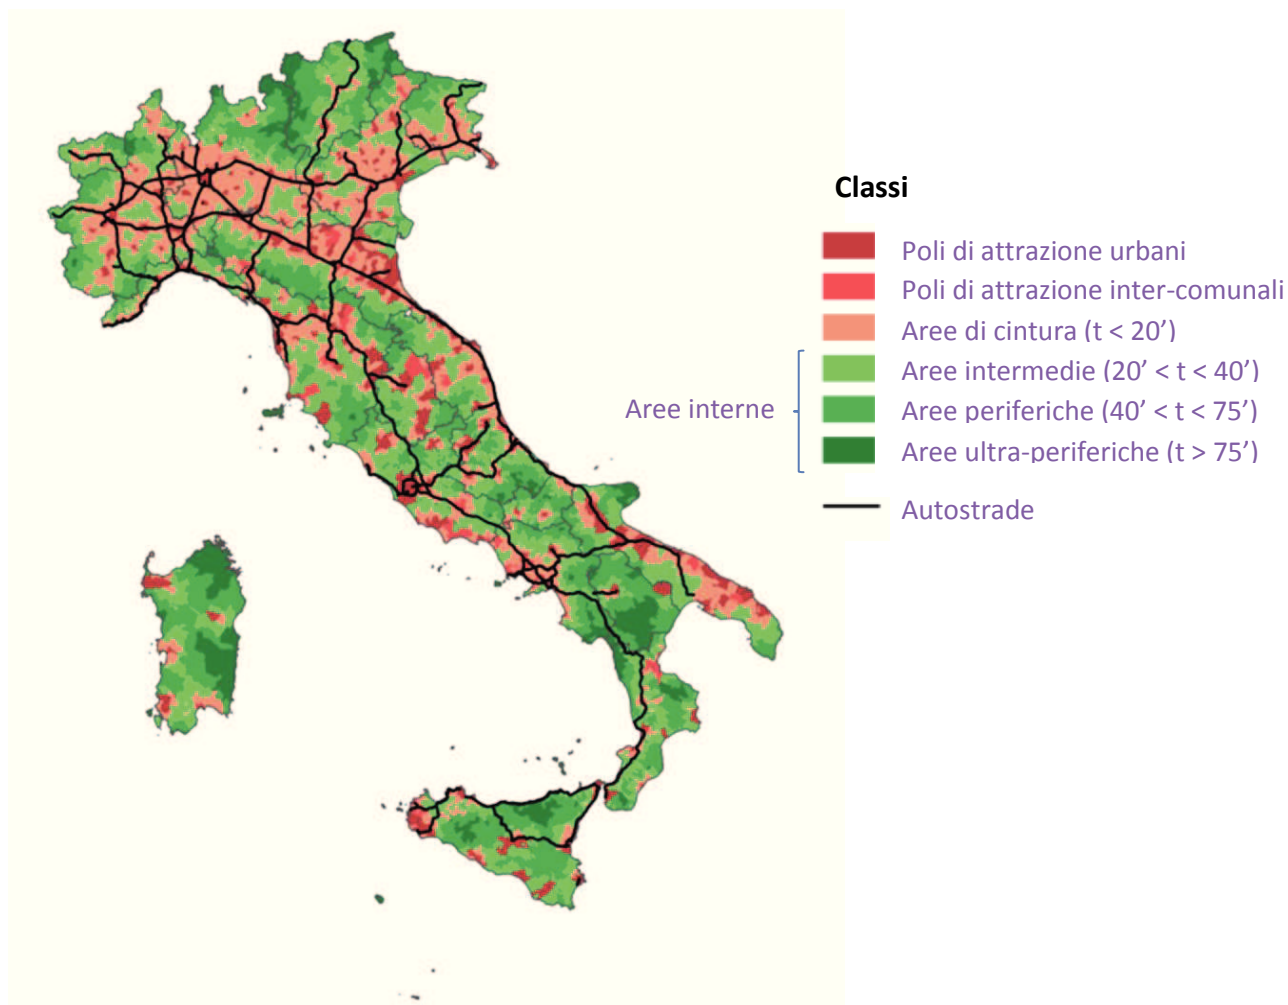 Classi
Poli di attrazione urbani
Poli di attrazione inter-comunali
Aree di cintura (t < 20’)
Aree intermedie (20’ < t < 40’)
Aree interne
Aree periferiche (40’ < t < 75’)
Aree ultra-periferiche (t > 75’)
Autostrade